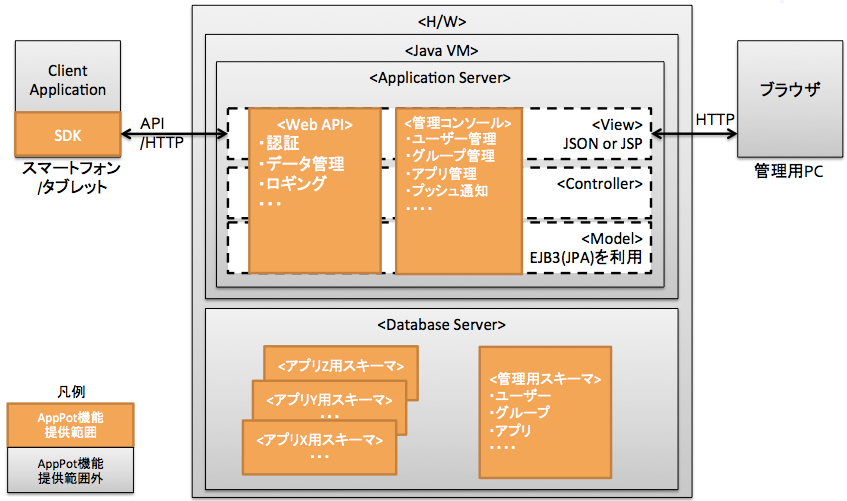 <H/W>
<Java VM>
<Application Server>
Client
Application
SDK
スマートフォン
/タブレット
API
/HTTP
<Web API>
・認証
・データ管理
・ロギング
・・・
<管理コンソール>
・ユーザー管理
・グループ管理
・アプリ管理
・プッシュ通知
・・・・
<View>
JSON or JSP
<Controller>
<Model>
EJB3(JPA)を利用
HTTP
ブラウザ
管理用PC
<Database Server>
<アプリZ用スキーマ>
<アプリY用スキーマ>
・・・
<アプリX用スキーマ>
・・・
<管理用スキーマ>
・ユーザー
・グループ
・アプリ
・・・・
凡例
AppPot機能
提供範囲
AppPot機能
提供範囲外